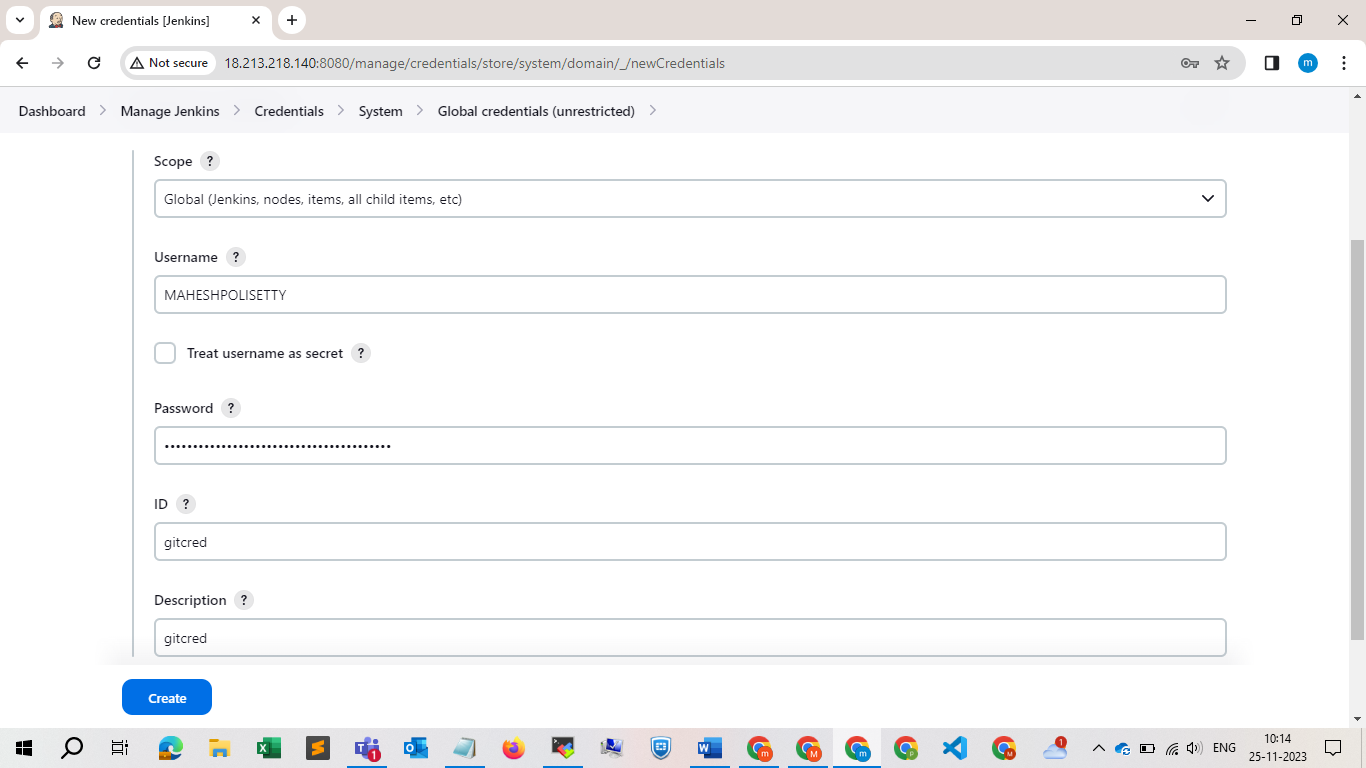 New credentials [Jenkins]
Not secure
18.213.218.140:8080/manage/credentials/store/system/domain/_/newCredentials
m
Dashboard > Manage Jenkins > Credentials > System > Global credentials (unrestricted) >
Scope ?
Global (Jenkins, nodes, items, all child items, etc)
Username ?
MAHESHPOLISETTY
Treat username as secret ?
Password ?
••••••••••••••••••••••••••••••••••••••••
ID ?
gitcred
Description ?
gitcred
Create
1
m
M
m
1
ENG
10:14
25-11-2023